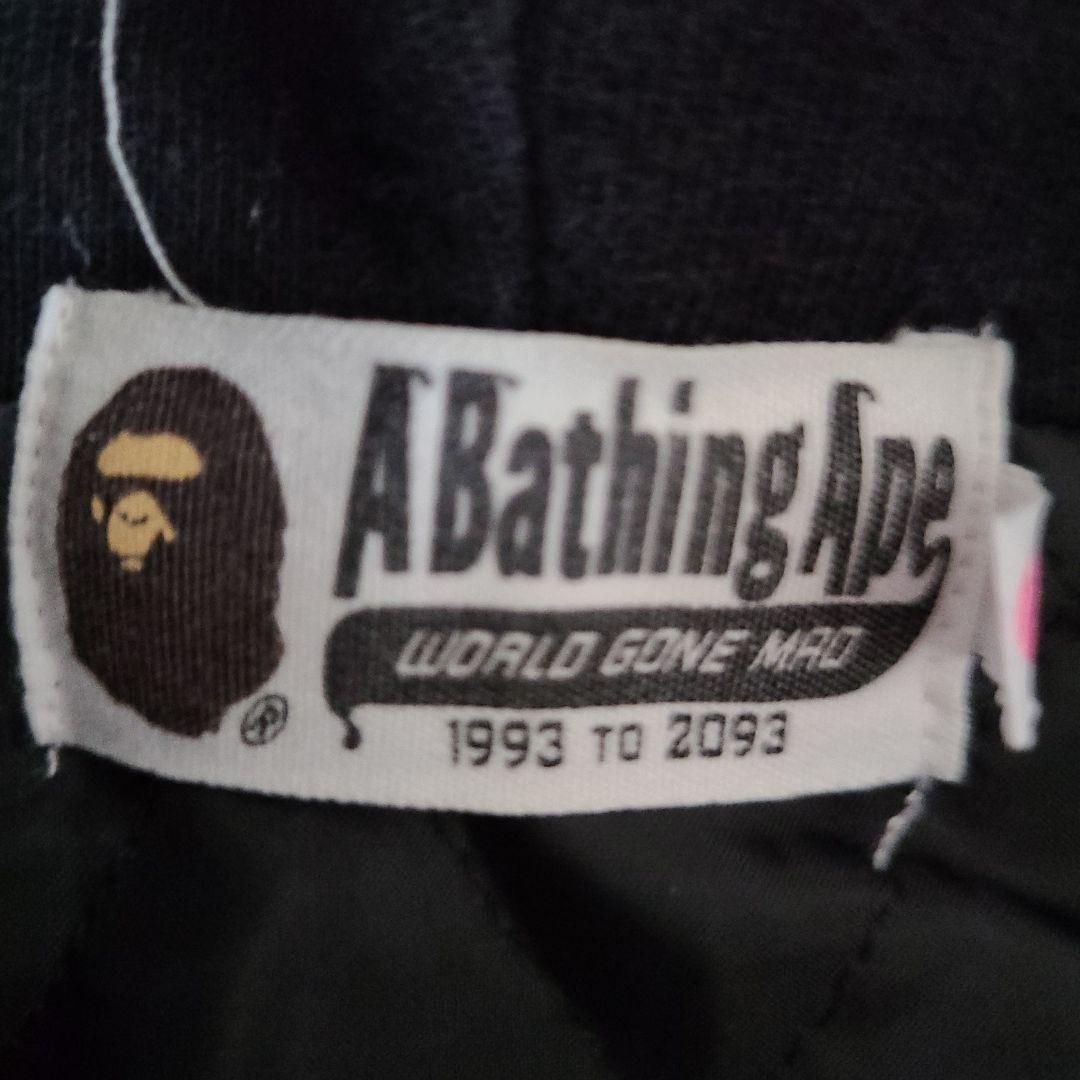 A Bathing Ape
WORLD GONE MAD
1993 TO 2093